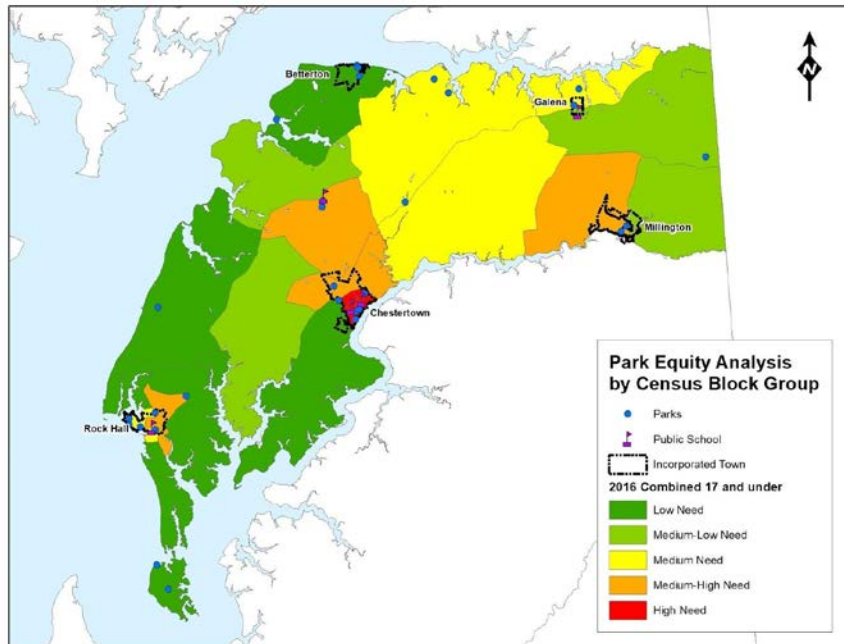 N
Betterton
Galena
Millington
Chestertown
Rock Hall
Park Equity Analysis
by Census Block Group
Parks
Public School
Incorporated Town
2016 Combined 17 and under
Low Need
Medium-Low Need
Medium Need
Medium-High Need
High Need